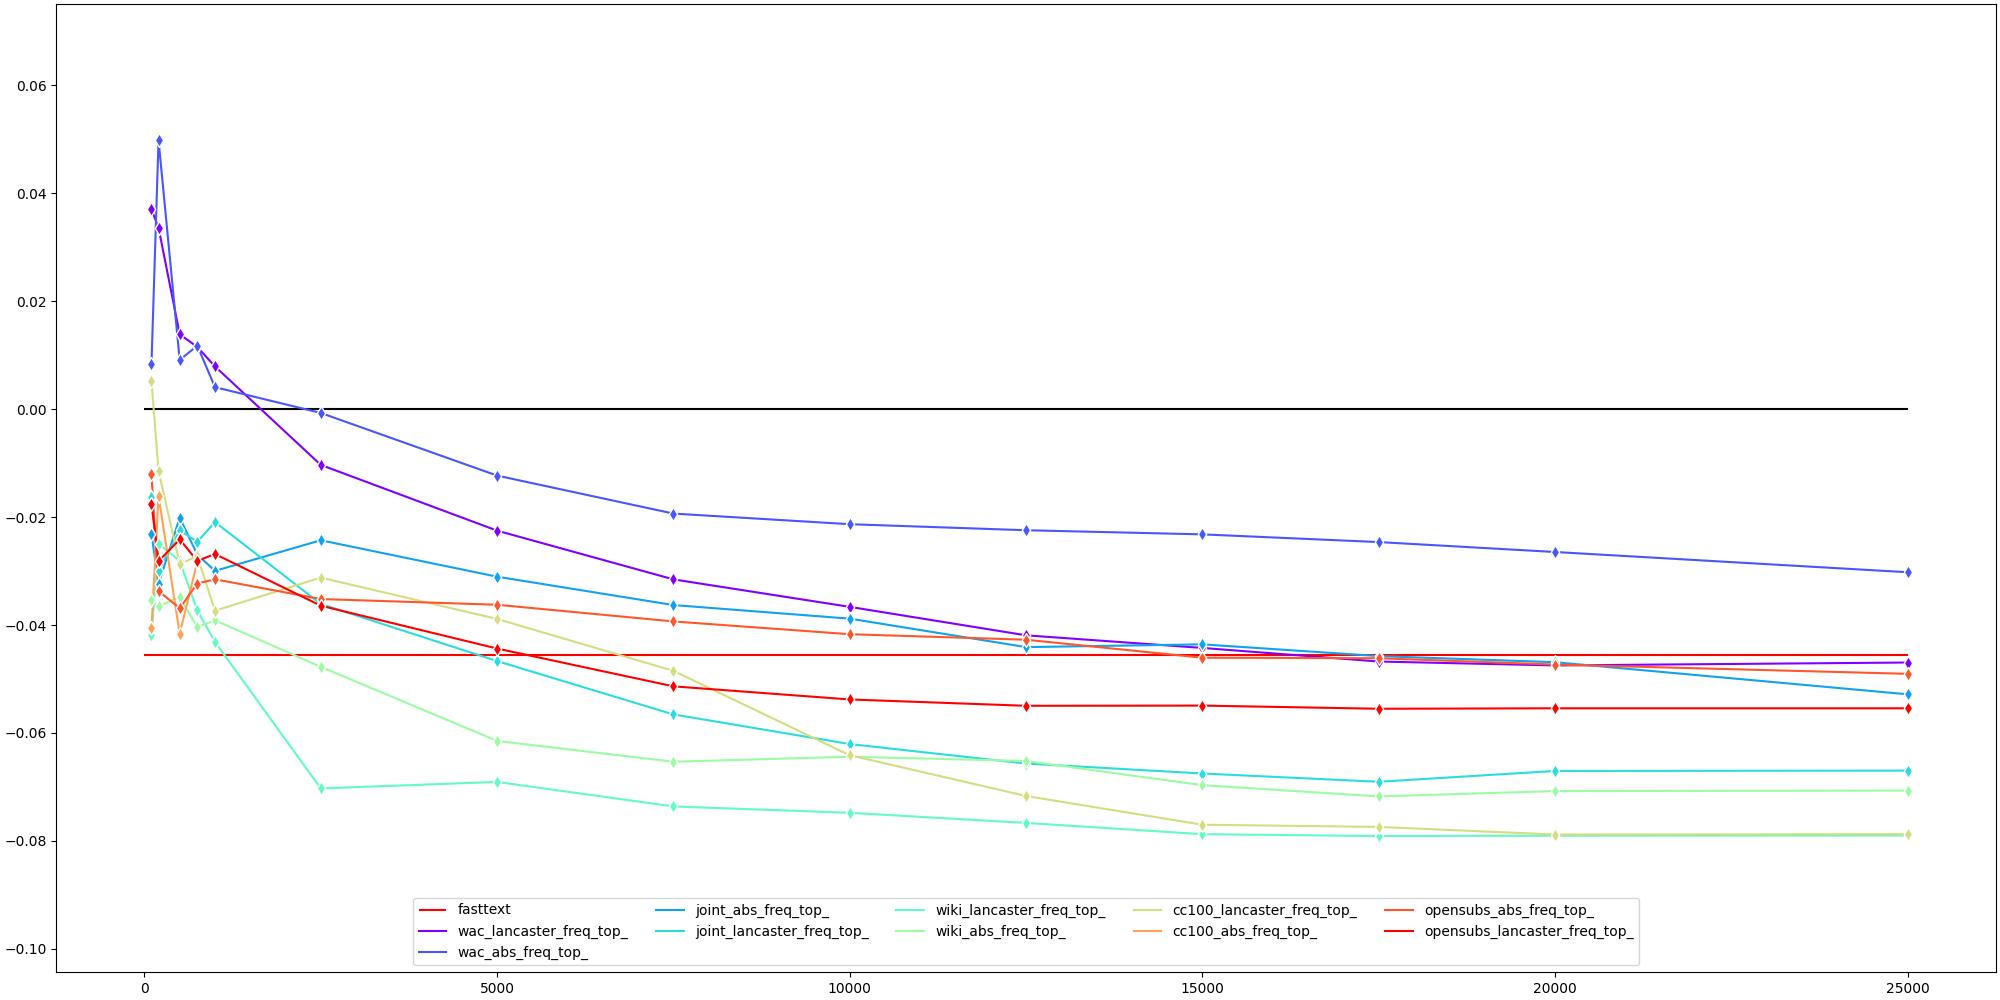 0.06
0.04
0.02
0.00
−0.02
−0.04
−0.06
−0.08
−0.10
fasttext
wac_lancaster_freq_top_
wac_abs_freq_top_
joint_abs_freq_top_
joint_lancaster_freq_top_
wiki_lancaster_freq_top_
wiki_abs_freq_top_
cc100_lancaster_freq_top_
cc100_abs_freq_top_
opensubs_abs_freq_top_
opensubs_lancaster_freq_top_
0 5000 10000 15000 20000 25000